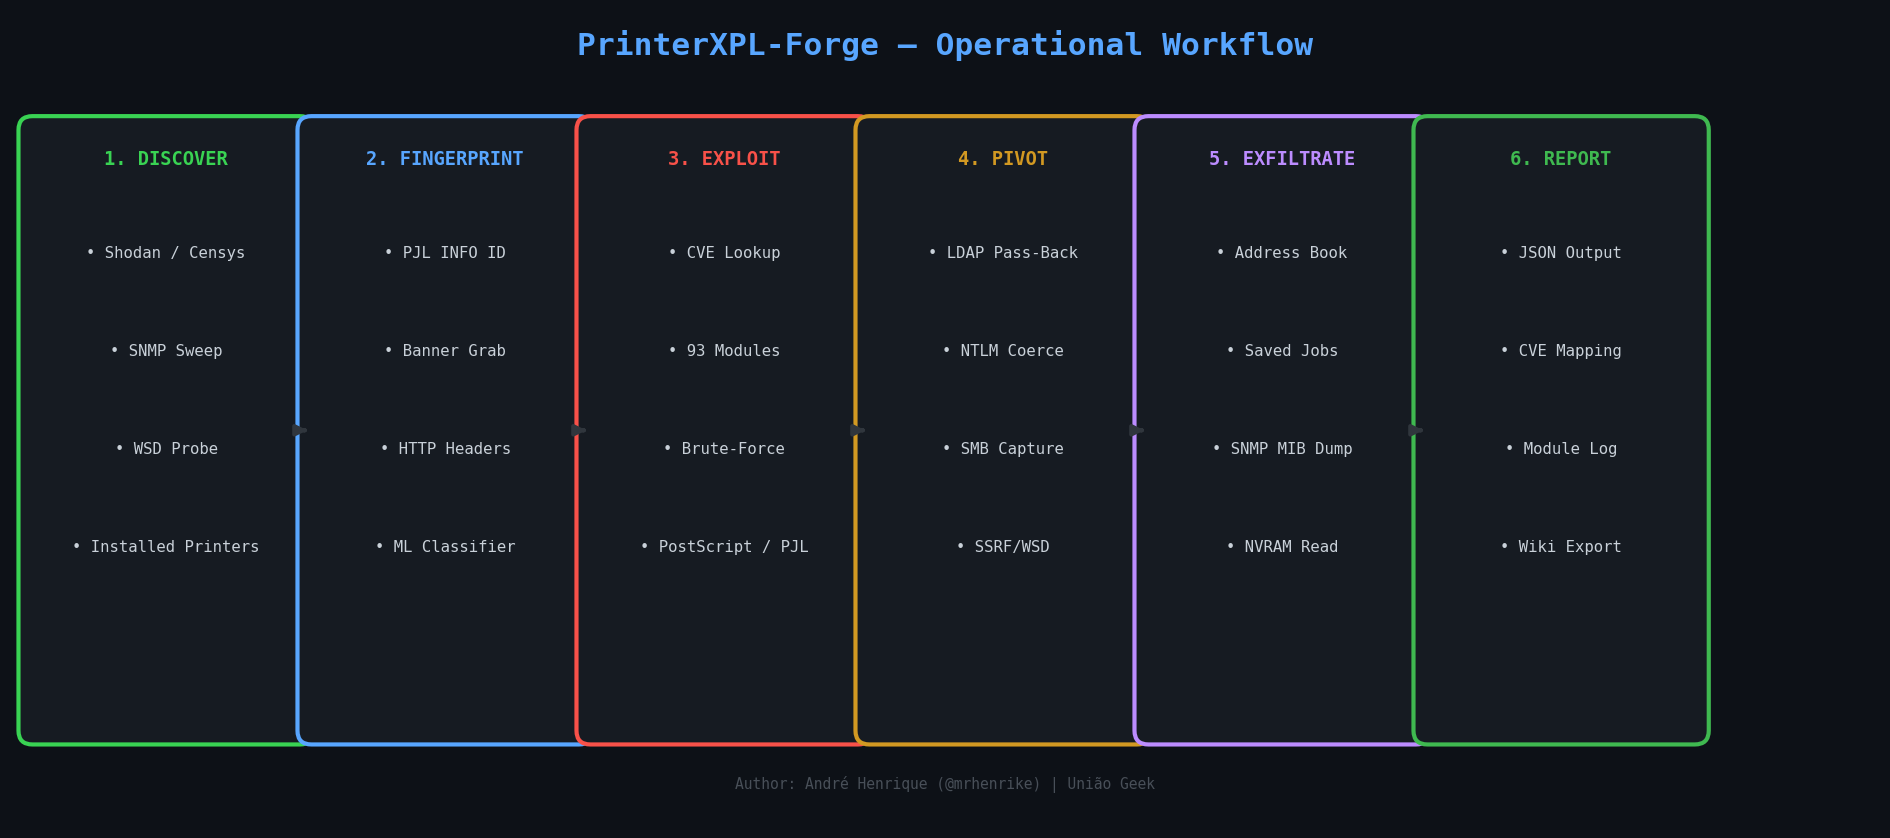 PrinterXPL-Forge — Operational Workflow
1. DISCOVER
• Shodan / Censys
• SNMP Sweep
• WSD Probe
• Installed Printers
2. FINGERPRINT
• PJL INFO ID
• Banner Grab
• HTTP Headers
• ML Classifier
3. EXPLOIT
• CVE Lookup
• 93 Modules
• Brute-Force
• PostScript / PJL
4. PIVOT
• LDAP Pass-Back
• NTLM Coerce
• SMB Capture
• SSRF/WSD
5. EXFILTRATE
• Address Book
• Saved Jobs
• SNMP MIB Dump
• NVRAM Read
6. REPORT
• JSON Output
• CVE Mapping
• Module Log
• Wiki Export
Author: André Henrique (@mrhenrike) | União Geek